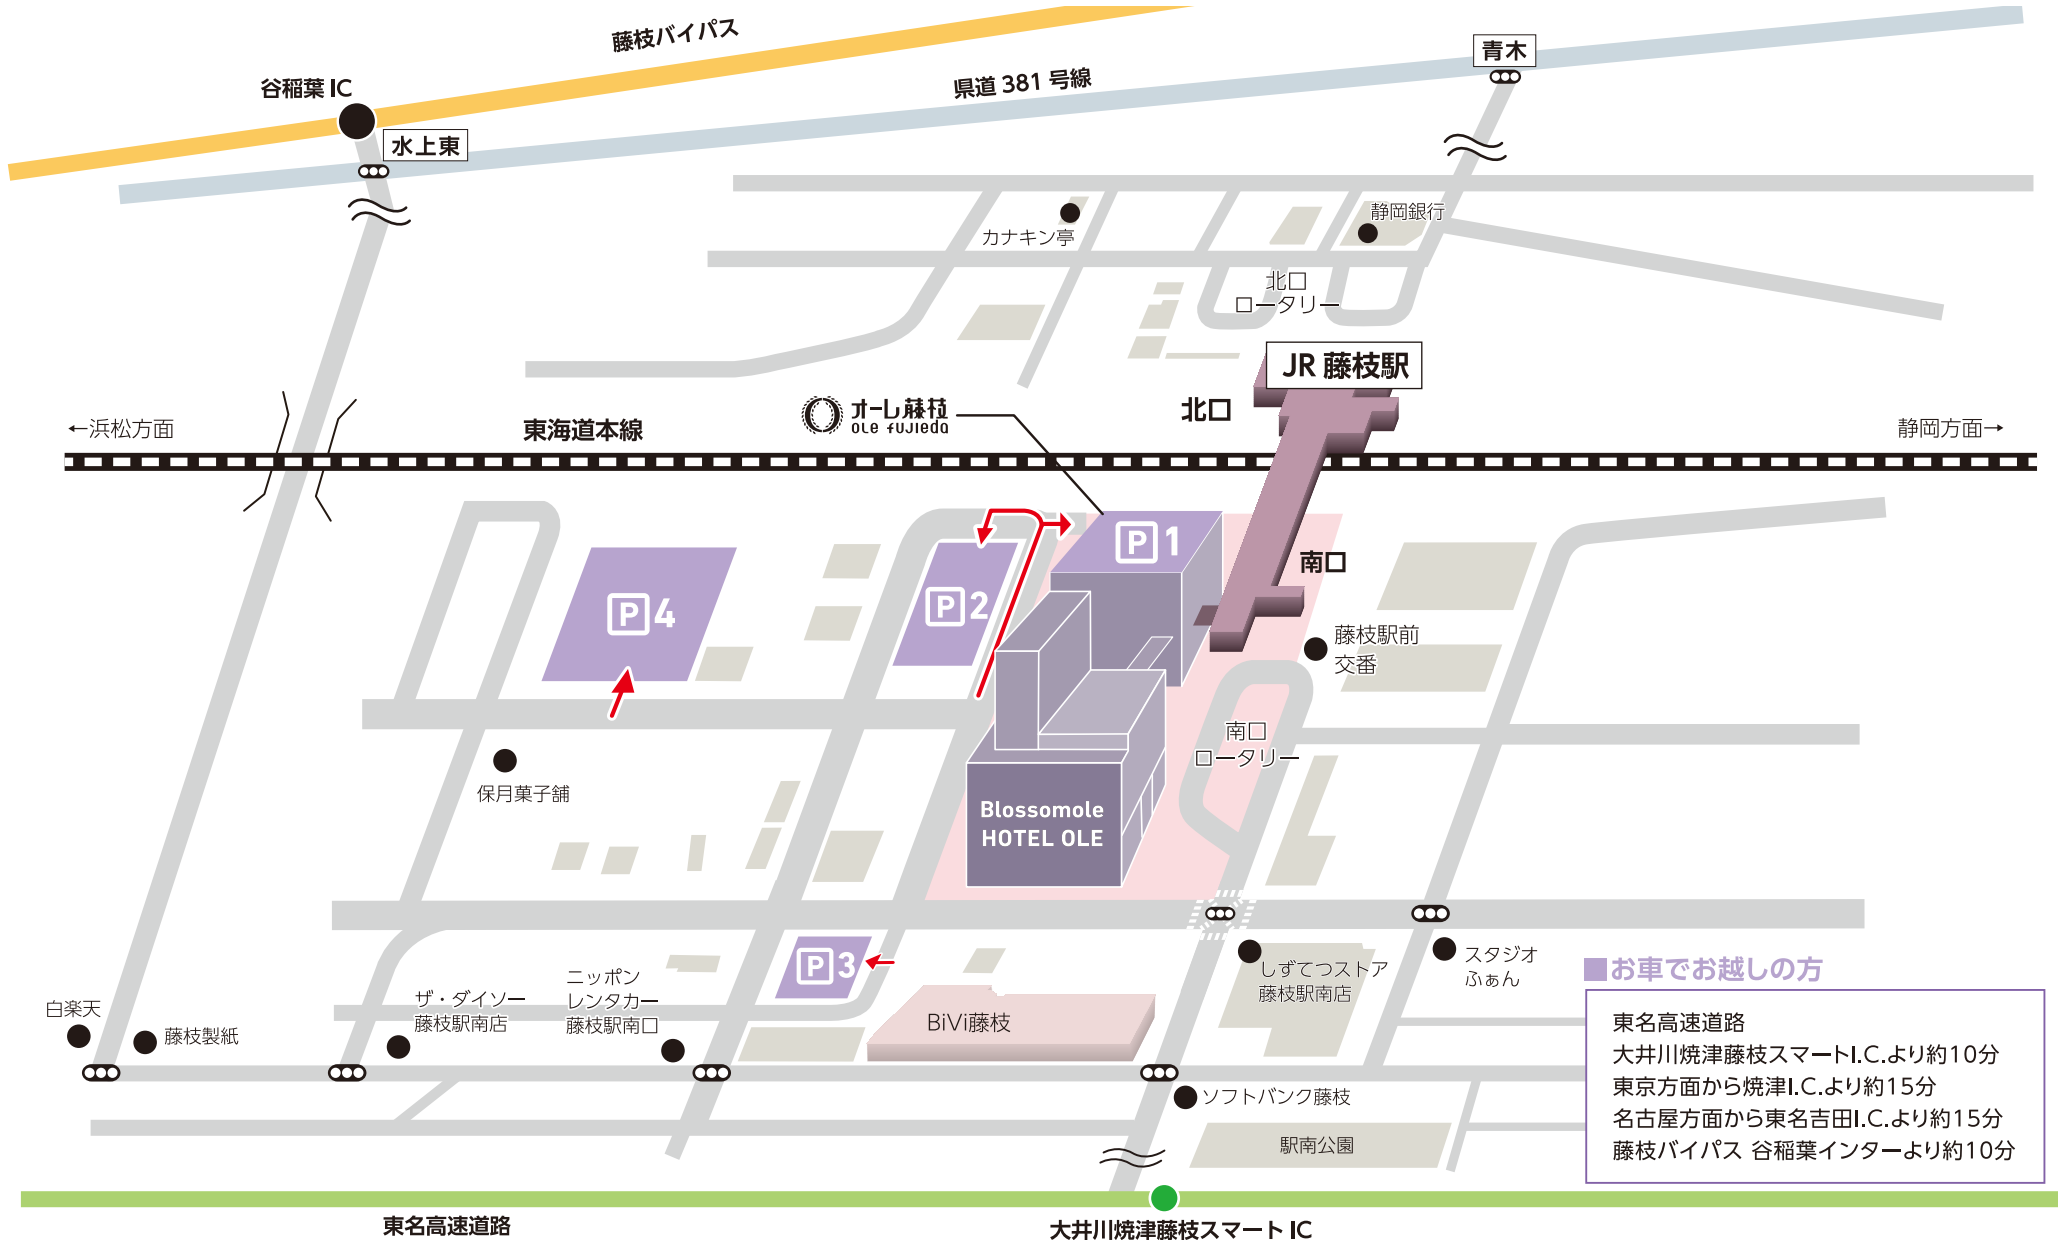 藤枝バイパス
青木
谷稲葉IC
県道381号線
水上東
静岡銀行
カナキン亭
北口
ロータリー
JR 藤枝駅
オーレ藤枝
ole fujieda
北口
←浜松方面
東海道本線
静岡方面→
P1
南口
P2
P4
藤枝駅前
交番
南口
ロータリー
保月菓子舗
Blossomole
HOTEL OLE
P3
しずてつストア
藤枝駅南店
スタジオ
ふぁん
ニッポン
レンタカー
藤枝駅南口
ザ・ダイソー
藤枝駅南店
白楽天
藤枝製紙
BiVi藤枝
ソフトバンク藤枝
駅南公園
■お車でお越しの方
東名高速道路
大井川焼津藤枝スマートI.C.より約10分
東京方面から焼津I.C.より約15分
名古屋方面から東名吉田I.C.より約15分
藤枝バイパス 谷稲葉インターより約10分
東名高速道路
大井川焼津藤枝スマートIC